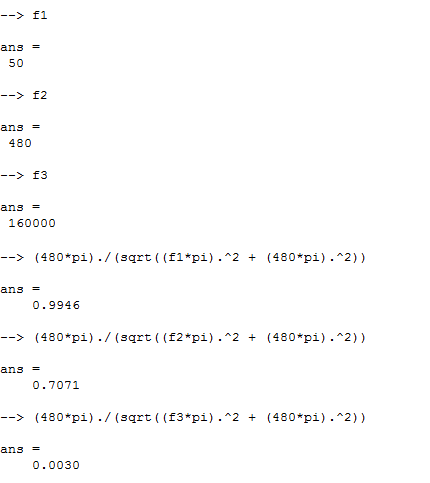 --> f1
ans =
50
--> f2
ans =
480
--> f3
ans =
160000
--> (480*pi)./(sqrt((f1*pi).^2 + (480*pi).^2))
ans =
0.9946
--> (480*pi)./(sqrt((f2*pi).^2 + (480*pi).^2))
ans =
0.7071
--> (480*pi)./(sqrt((f3*pi).^2 + (480*pi).^2))
ans =
0.0030